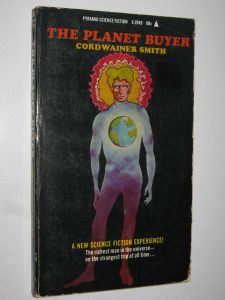 PYRAMID SCIENCE FICTION
60¢
THE PLANET BUYER
CORDWAINER SMITH
A NEW SCIENCE FICTION EXPERIENCE!
The richest man in the universe—
on the strangest trip of all time...